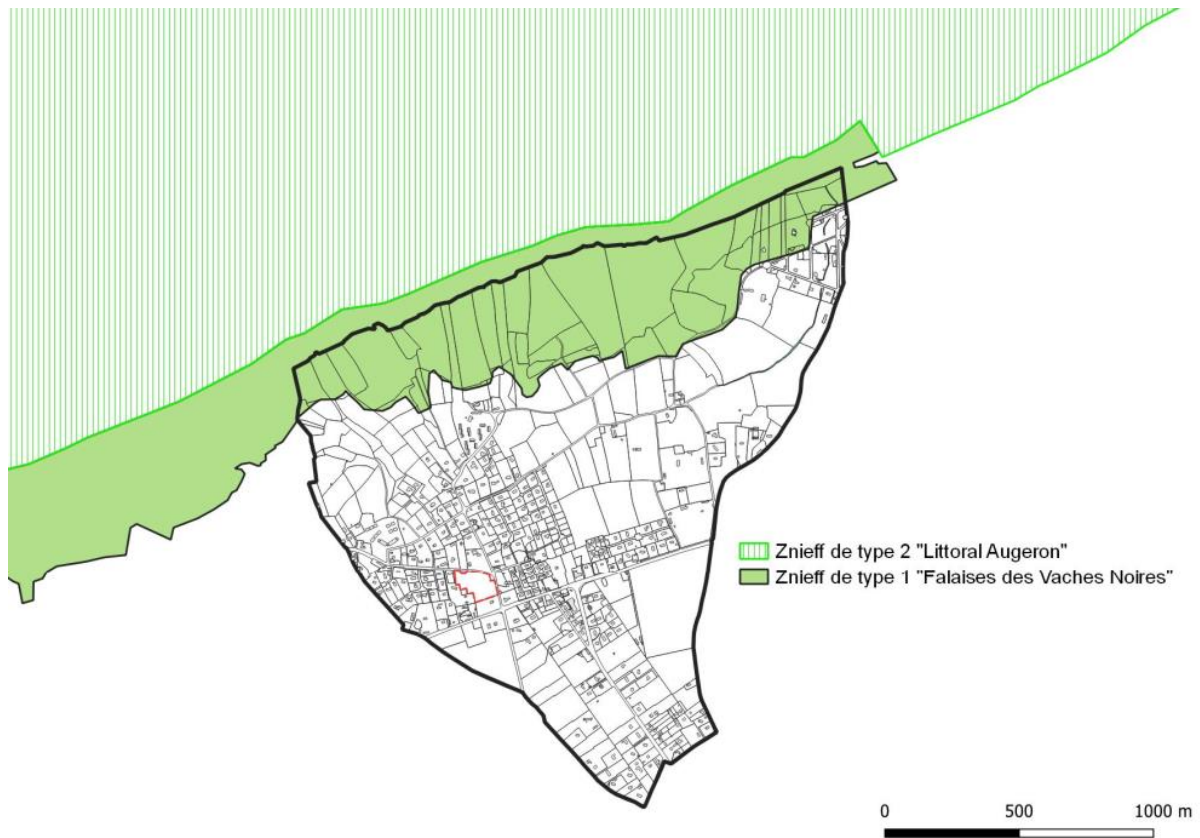 Znieff de type 2 "Littoral Augeron"
Znieff de type 1 "Falaises des Vaches Noires"
0 500 1000 m